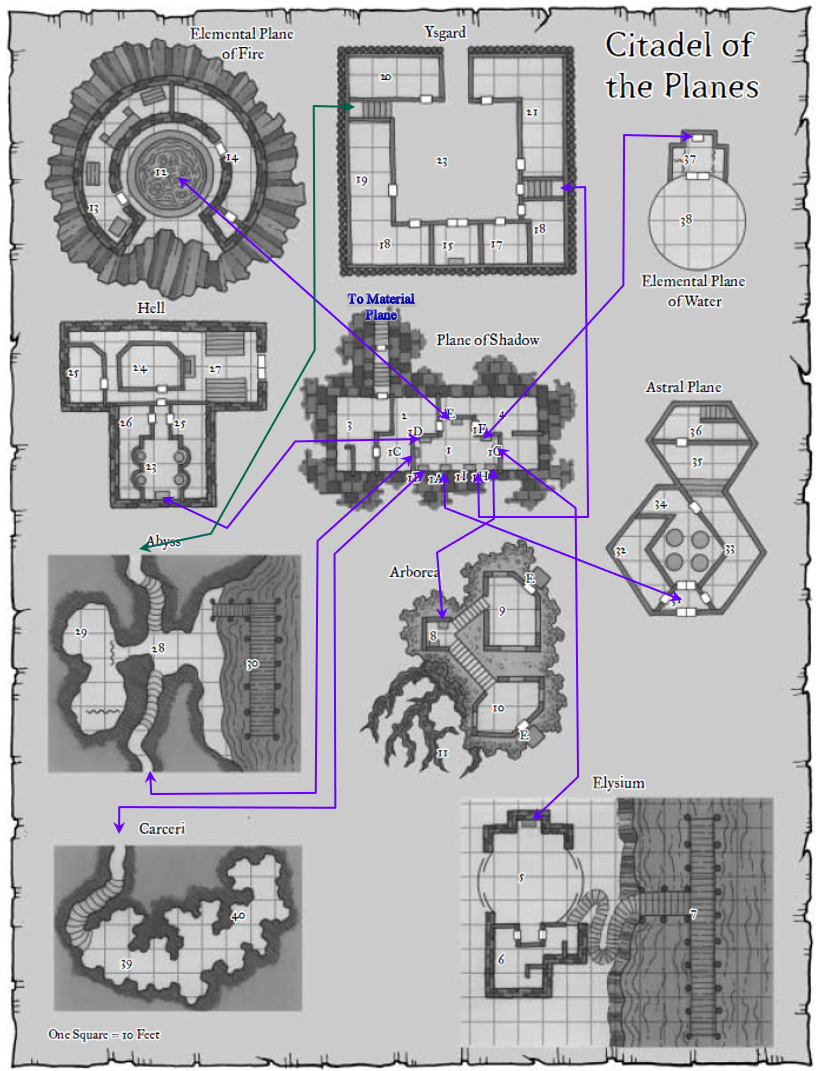 Citadel of
the Planes
Elemental Plane
of Fire
12
13
14
Ysgard
20
21
19
23
18
15
17
18
37
38
Elemental Plane
of Water
Hell
25
24
27
26
25
23
To Material
Plane
Plane of Shadow
3
2
1E
4
1D
1F
1C
1
1G
1A
1I
1H
Astral Plane
36
35
34
32
33
Abyss
29
28
30
Arborea
E
9
8
10
E
11
Carceri
40
39
Elysium
5
6
7
One Square = 10 Feet